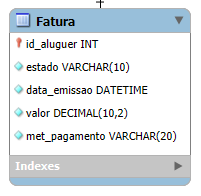 Fatura
id_aluguer INT
estado VARCHAR(10)
data_emissao DATETIME
valor DECIMAL(10,2)
met_pagamento VARCHAR(20)
Indexes